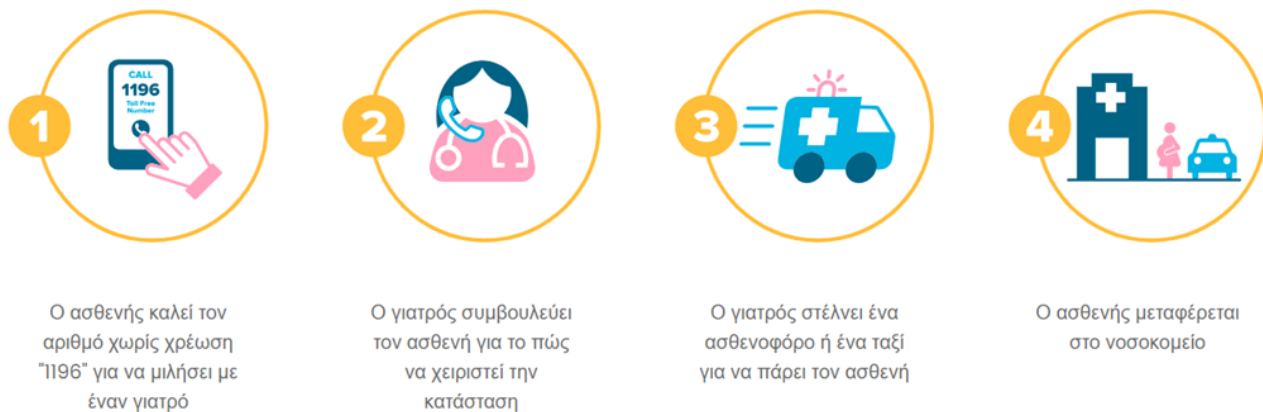 1
CALL
1196
Toll Free
Number
Ο ασθενής καλεί τον
αριθμό χωρίς χρέωση
"1196" για να μιλήσει με
έναν γιατρό
2
Ο γιατρός συμβουλεύει
τον ασθενή για το πώς
να χειριστεί την
κατάσταση
3
Ο γιατρός στέλνει ένα
ασθενοφόρο ή ένα ταξί
για να πάρει τον ασθενή
4
Ο ασθενής μεταφέρεται
στο νοσοκομείο